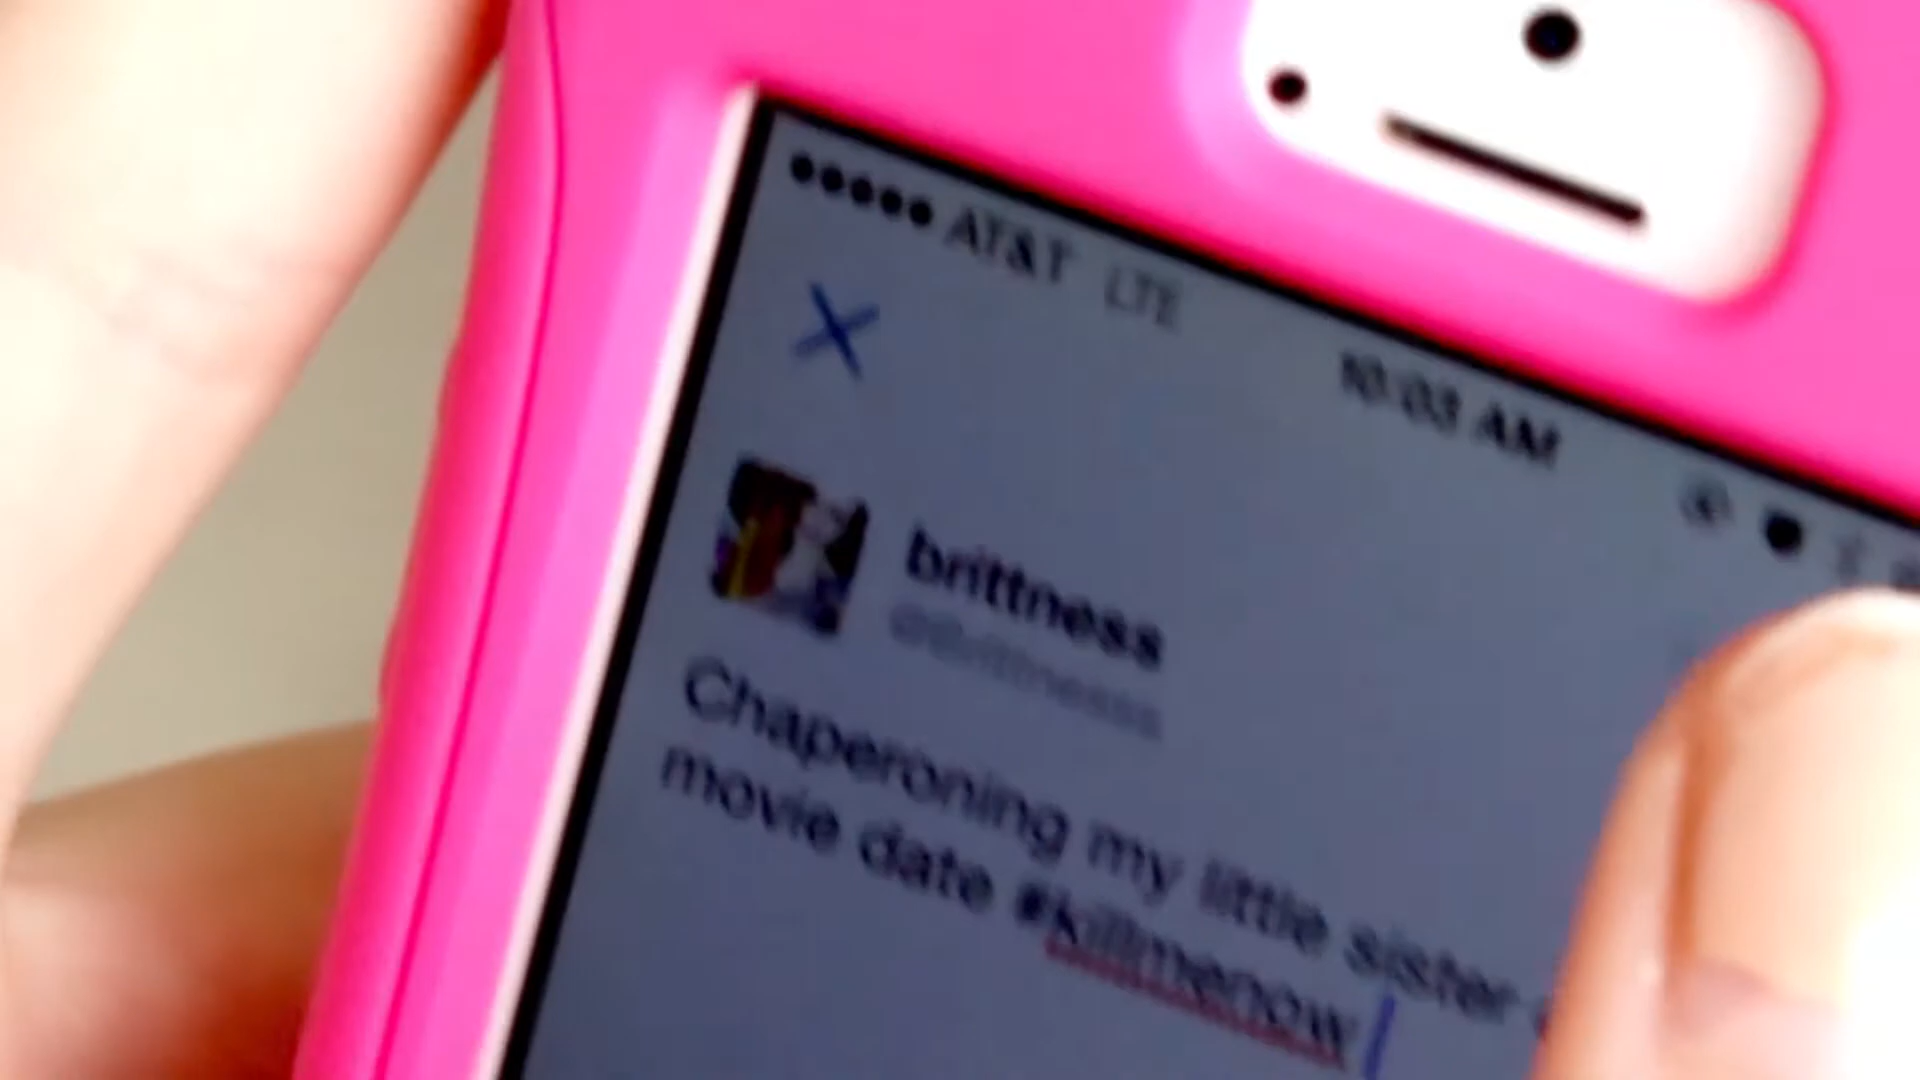 AT&T LTE
10:03 AM
brittness
Chaperoning my little sister
movie date #killmenow